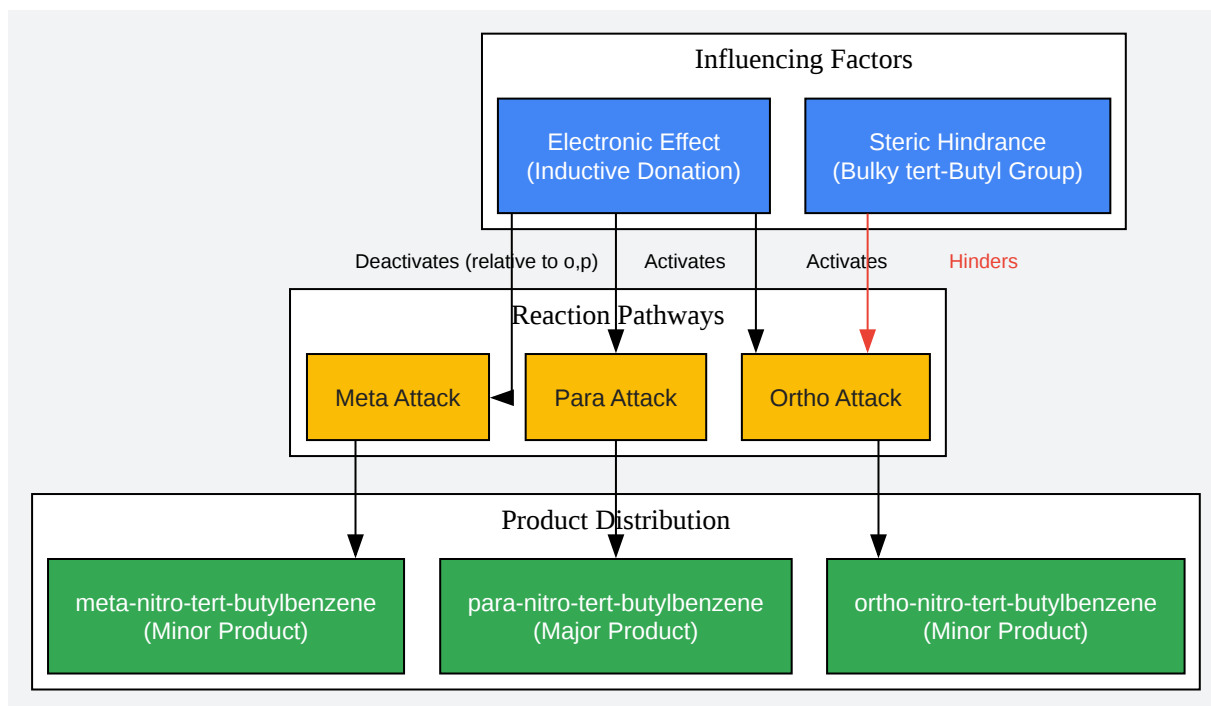 Influencing Factors
Electronic Effect
(Inductive Donation)
Steric Hindrance
(Bulky tert-Butyl Group)
Deactivates (relative to o,p)
Activates
Activates
Hinders
Reaction Pathways
Meta Attack
Para Attack
Ortho Attack
Product Distribution
meta-nitro-tert-butylbenzene
(Minor Product)
para-nitro-tert-butylbenzene
(Major Product)
ortho-nitro-tert-butylbenzene
(Minor Product)